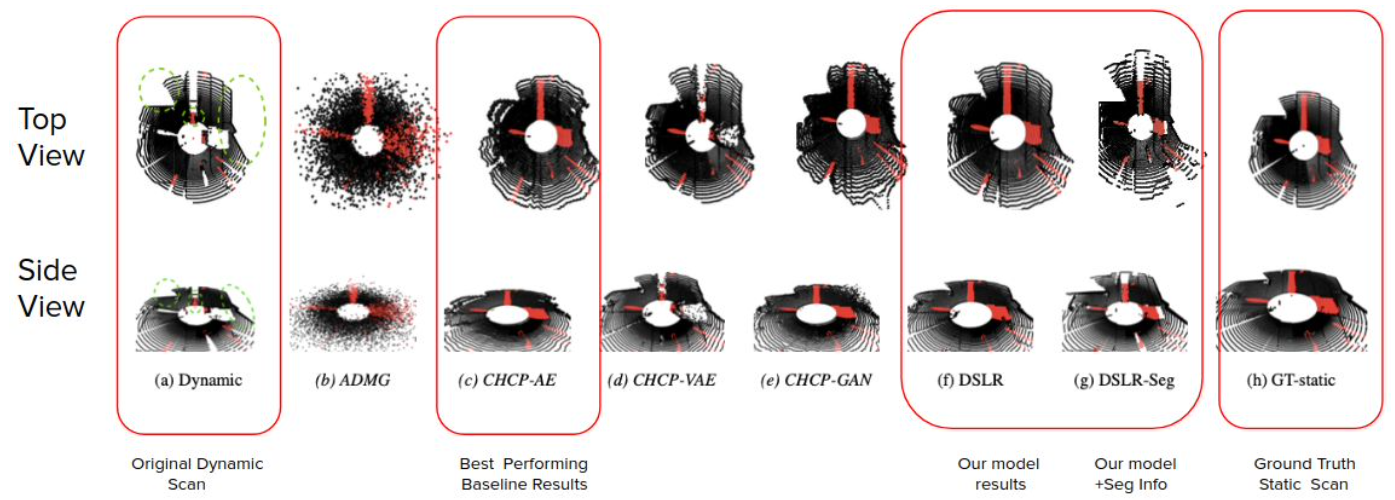 Top
View
Side
View
(a) Dynamic
(b) ADMG
(c) CHCP-AE
(d) CHCP-VAE
(e) CHCP-GAN
(f) DSLR
(g) DSLR-Seg
(h) GT-static
Original Dynamic
Scan
Best Performing
Baseline Results
Our model
results
Our model
+Seg Info
Ground Truth
Static Scan